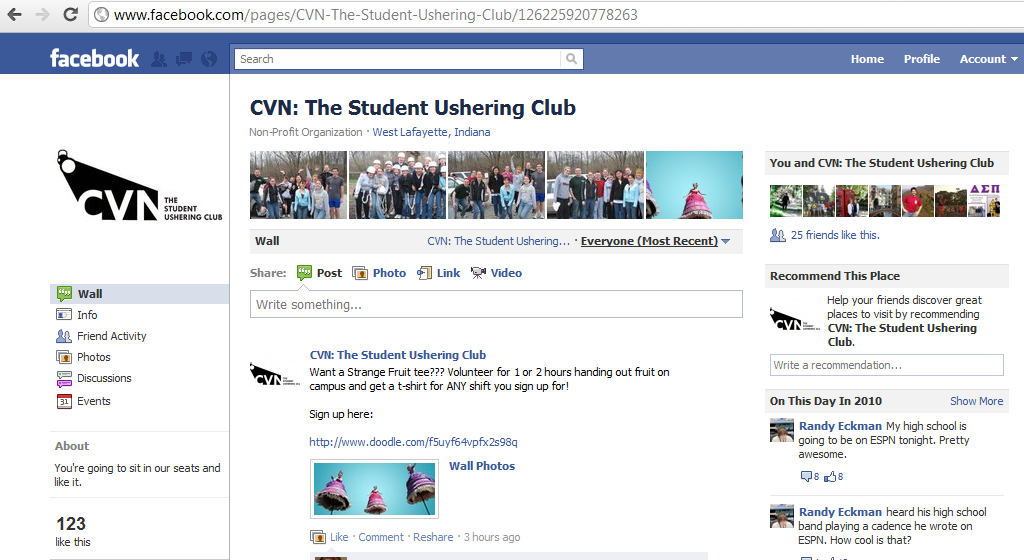 www.facebook.com/pages/CVN-The-Student-Ushering-Club/126225920778263
facebook
Search
Home Profile Account
CVN: The Student Ushering Club
Non-Profit Organization · West Lafayette, Indiana
CVN THE STUDENT USHERING CLUB
Wall
Info
Friend Activity
Photos
Discussions
31 Events
About
You're going to sit in our seats and
like it.
123
like this
Wall CVN: The Student Ushering... · Everyone (Most Recent)
Share: Post Photo Link Video
Write something...
CVN
CVN: The Student Ushering Club
Want a Strange Fruit tee??? Volunteer for 1 or 2 hours handing out fruit on
campus and get a t-shirt for ANY shift you sign up for!
Sign up here:
http://www.doodle.com/f5uyf64vpfx2s98q
Wall Photos
Like · Comment · Reshare · 3 hours ago
You and CVN: The Student Ushering Club
ΔΣΠ
25 friends like this.
Recommend This Place
CVN
Help your friends discover great
places to visit by recommending
CVN: The Student Ushering
Club.
Write a recommendation...
On This Day In 2010 Show More
Randy Eckman My high school is
going to be on ESPN tonight. Pretty
awesome.
8 8
Randy Eckman heard his high school
band playing a cadence he wrote on
ESPN. How cool is that?